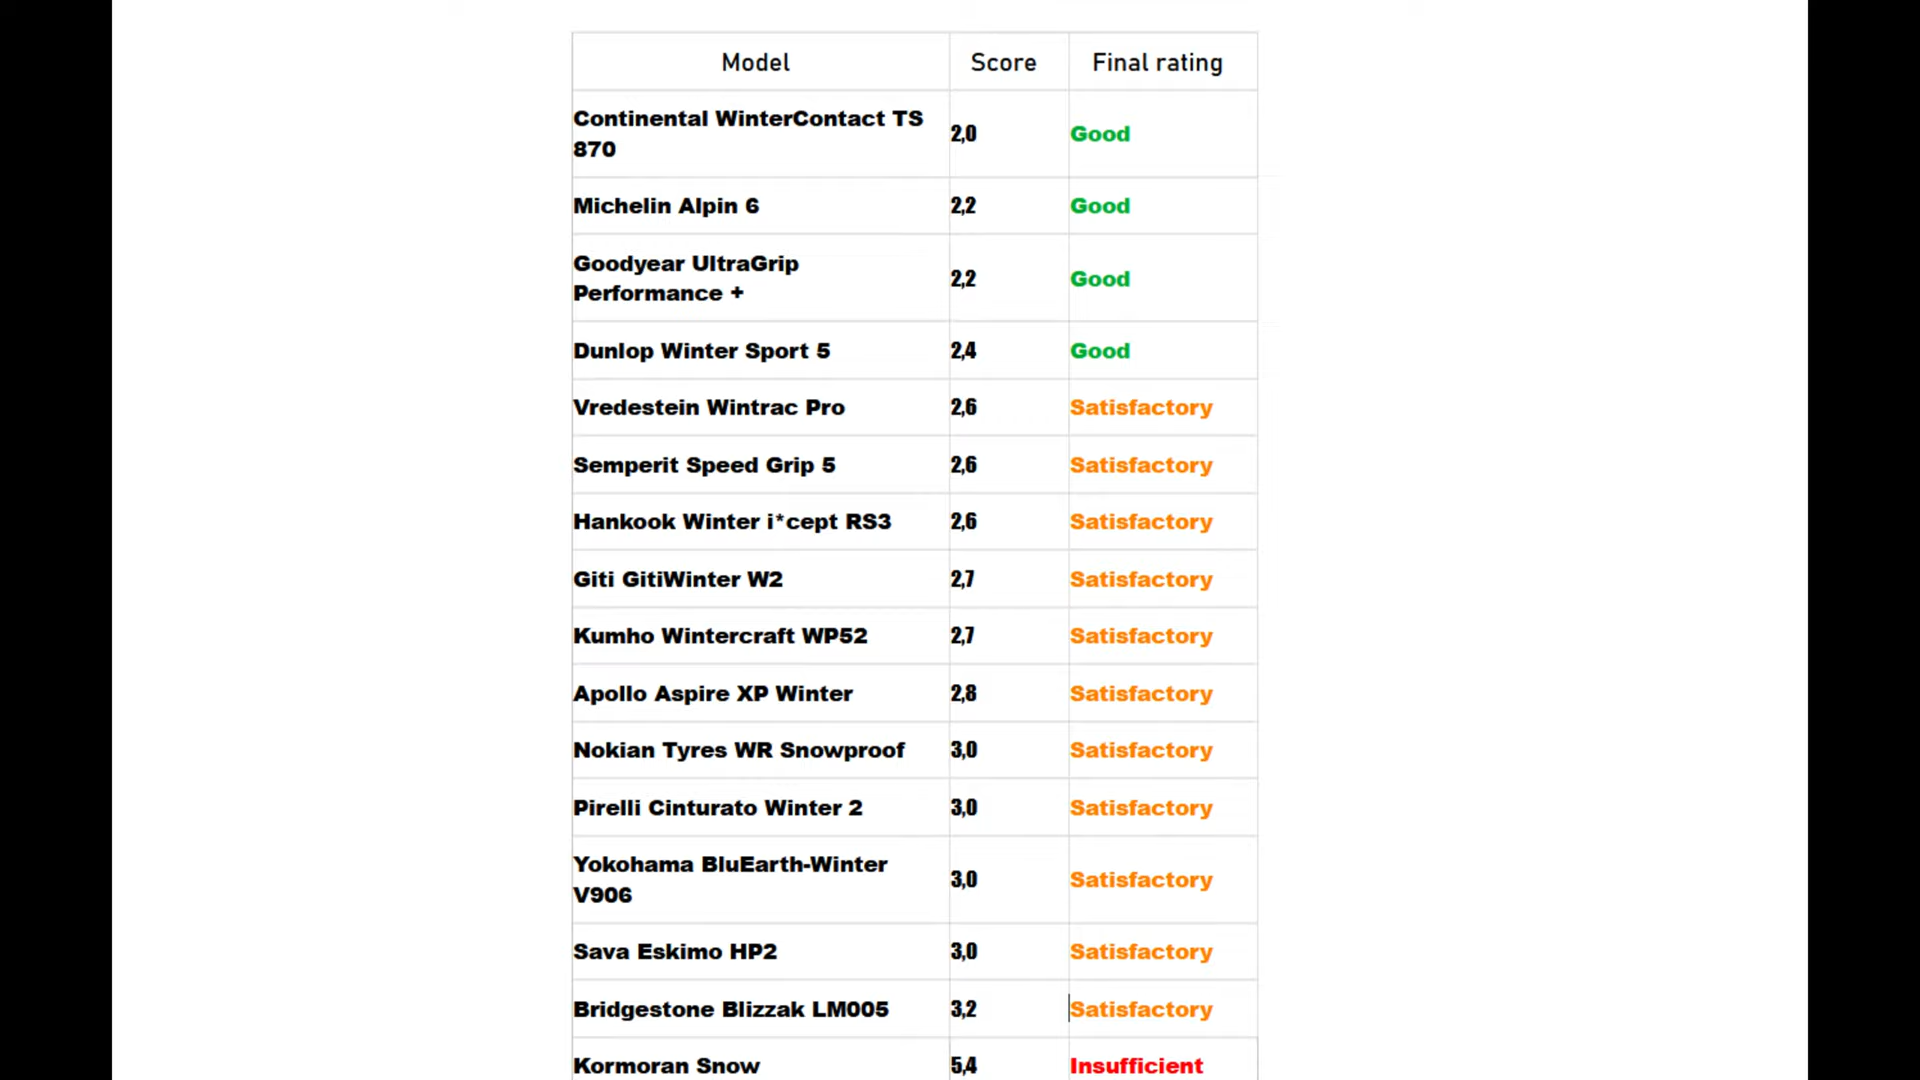 Model Score Final rating
Continental WinterContact TS
870
2,0 Good
Michelin Alpin 6 2,2 Good
Goodyear UltraGrip
Performance +
2,2 Good
Dunlop Winter Sport 5 2,4 Good
Vredestein Wintrac Pro 2,6 Satisfactory
Semperit Speed Grip 5 2,6 Satisfactory
Hankook Winter i*cept RS3 2,6 Satisfactory
Giti GitiWinter W2 2,7 Satisfactory
Kumho Wintercraft WP52 2,7 Satisfactory
Apollo Aspire XP Winter 2,8 Satisfactory
Nokian Tyres WR Snowproof 3,0 Satisfactory
Pirelli Cinturato Winter 2 3,0 Satisfactory
Yokohama BluEarth-Winter
V906
3,0 Satisfactory
Sava Eskimo HP2 3,0 Satisfactory
Bridgestone Blizzak LM005 3,2 Satisfactory
Kormoran Snow 5,4 Insufficient